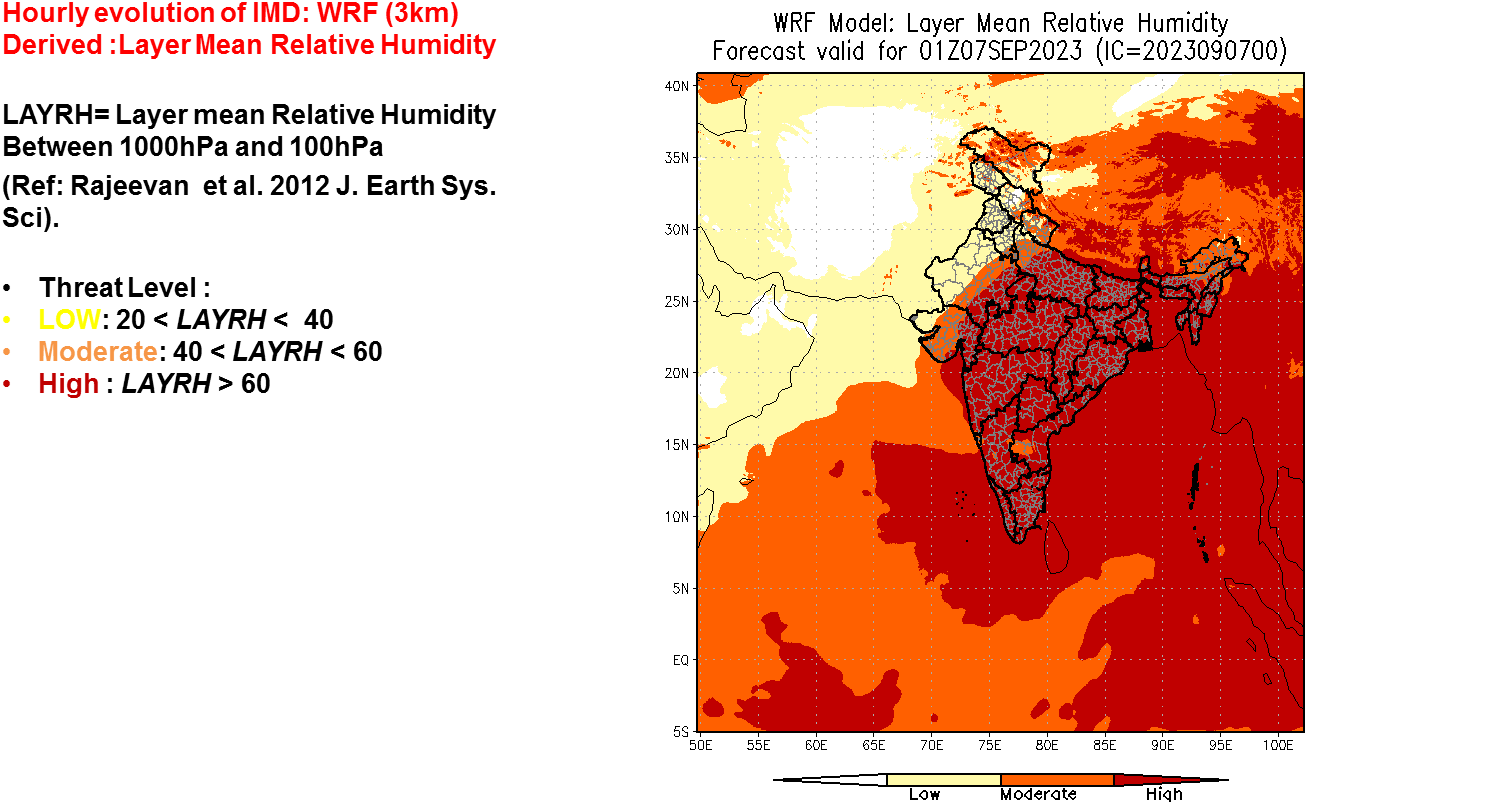 Hourly evolution of IMD: WRF (3km)
Derived :Layer Mean Relative Humidity
LAYRH= Layer mean Relative Humidity
Between 1000hPa and 100hPa
(Ref: Rajeevan et al. 2012 J. Earth Sys.
Sci).
• Threat Level :
• LOW: 20 < LAYRH < 40
• Moderate: 40 < LAYRH < 60
• High : LAYRH > 60
WRF Model: Layer Mean Relative Humidity
Forecast valid for 01Z07SEP2023 (IC=2023090700)
40N
35N
30N
25N
20N
15N
10N
5N
EQ
5S
50E 55E 60E 65E 70E 75E 80E 85E 90E 95E 100E
Low Moderate High